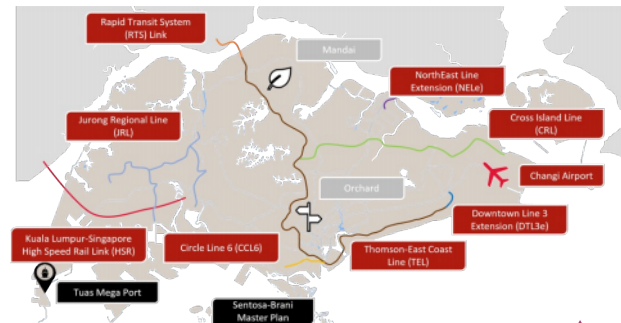 Rapid Transit System
(RTS) Link
Mandai
NorthEast Line
Extension (NELe)
Jurong Regional Line
(JRL)
Cross Island Line
(CRL)
Changi Airport
Orchard
Downtown Line 3
Extension (DTL3e)
Kuala Lumpur-Singapore
High Speed Rail Link (HSR)
Circle Line 6 (CCL6)
Thomson-East Coast
Line (TEL)
Tuas Mega Port
Sentosa-Brani
Master Plan